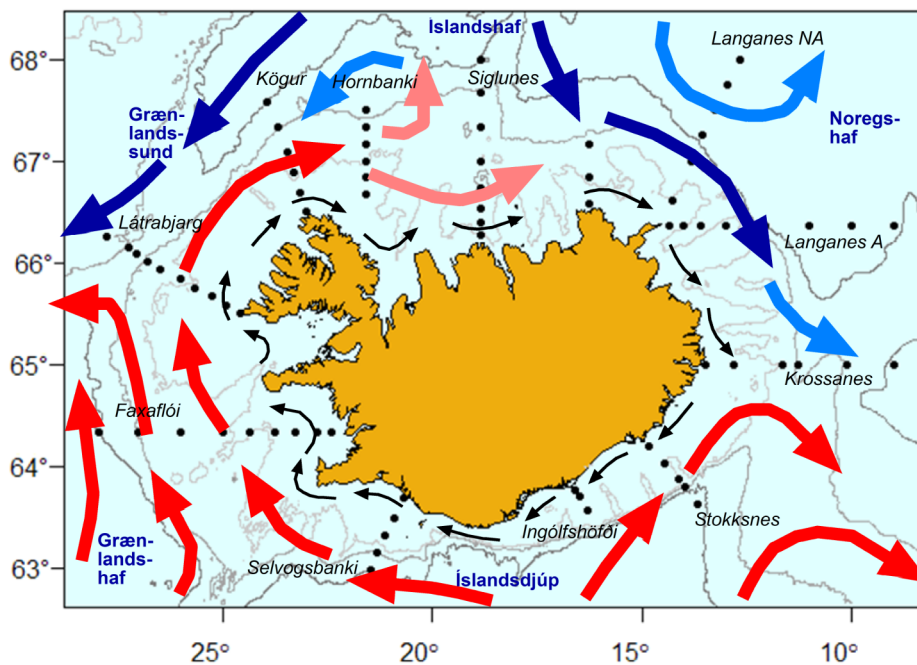 68°
67°
66°
65°
64°
63°
25°
20°
15°
10°
Íslandshaf
Langanes NA
Kögur
Hornbanki
Siglunes
Græn-
lands-
sund
Noregs-
haf
Látrabjarg
Langanes A
Krossanes
Faxaflói
Græn-
lands-
haf
Selvogsbanki
Íslandsdjúp
Ingólfshöfði
Stokksnes